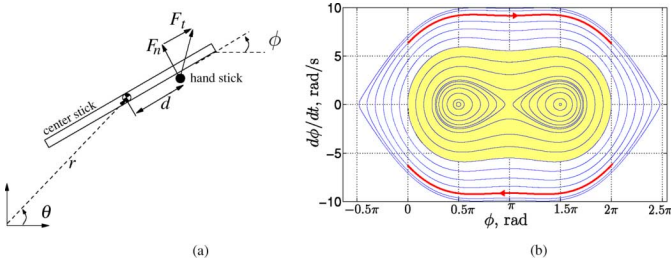 F_t
F_n
ϕ
hand stick
center stick
d
r
θ
(a)
10
5
0
−5
−10
dϕ/dt, rad/s
−0.5π 0 0.5π π 1.5π 2π 2.5π
ϕ, rad
(b)